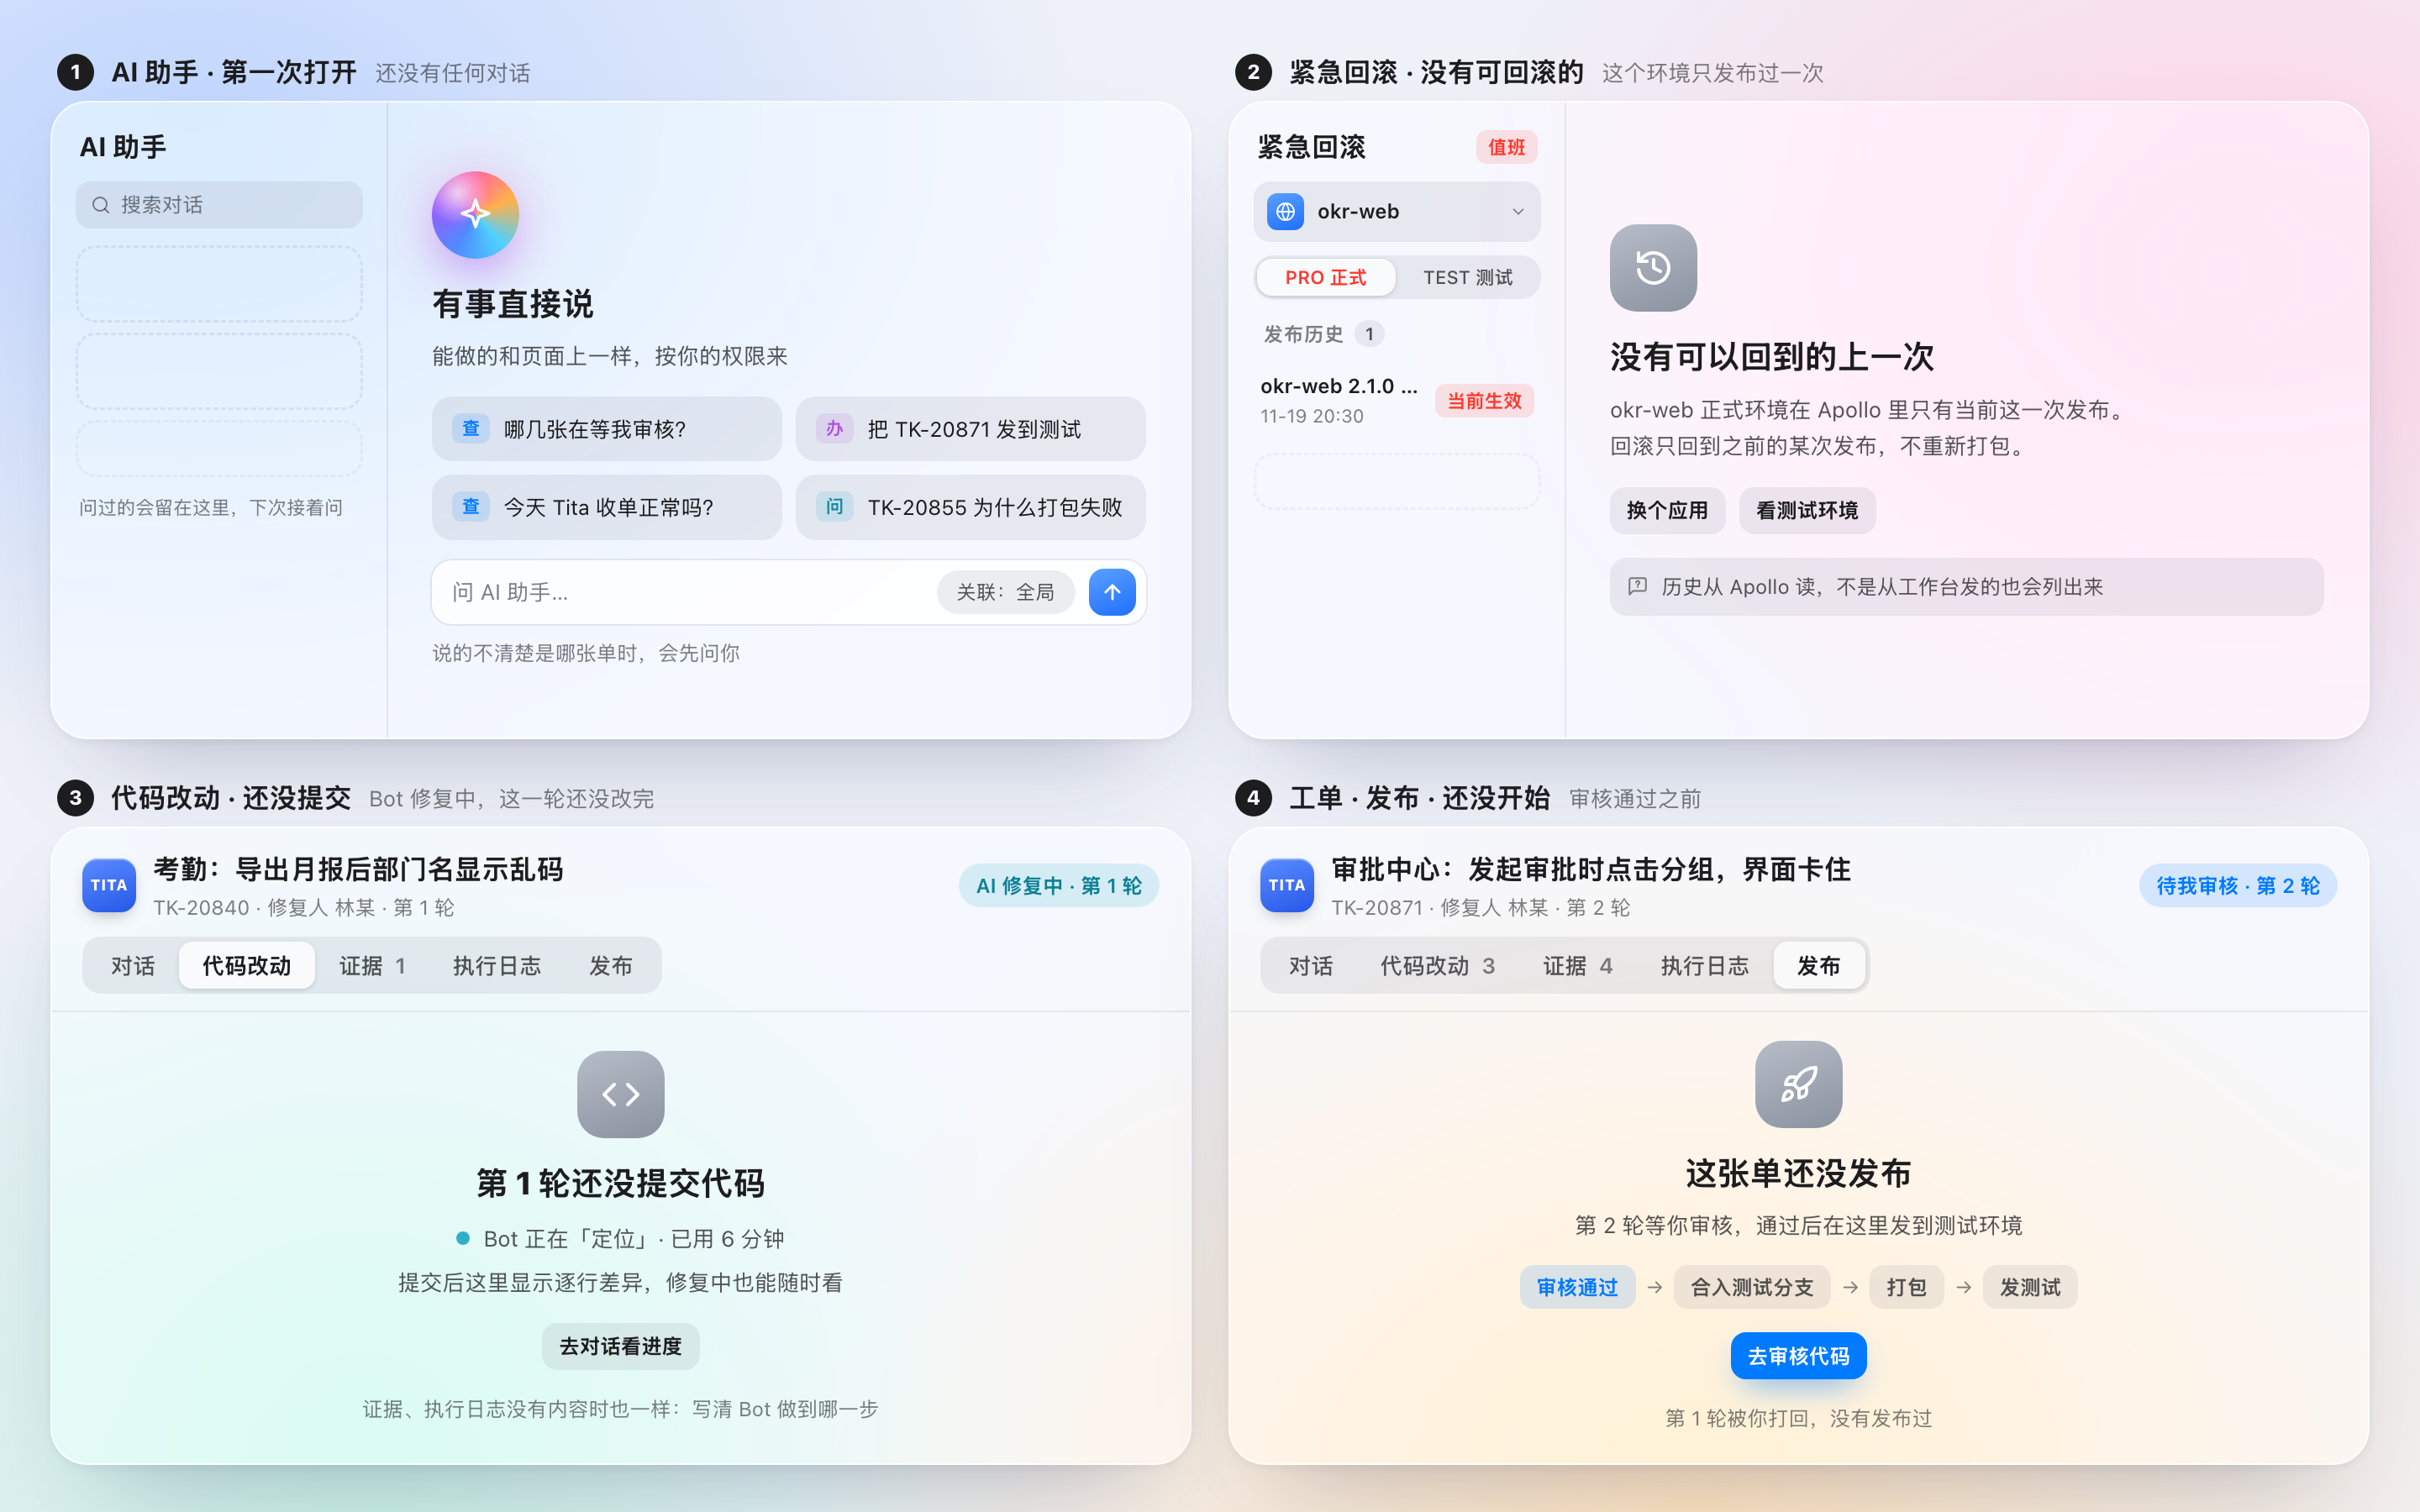 1 AI 助手 · 第一次打开 还没有任何对话
AI 助手
搜索对话
问过的会留在这里，下次接着问
有事直接说
能做的和页面上一样，按你的权限来
查 哪几张在等我审核?
办 把 TK-20871 发到测试
查 今天 Tita 收单正常吗?
问 TK-20855 为什么打包失败
问 AI 助手... 关联：全局
说的不清楚是哪张单时，会先问你
2 紧急回滚 · 没有可回滚的 这个环境只发布过一次
紧急回滚 值班
okr-web
PRO 正式 TEST 测试
发布历史 1
okr-web 2.1.0 ... 当前生效
11-19 20:30
没有可以回到的上一次
okr-web 正式环境在 Apollo 里只有当前这一次发布。
回滚只回到之前的某次发布，不重新打包。
换个应用 看测试环境
历史从 Apollo 读，不是从工作台发的也会列出来
3 代码改动 · 还没提交 Bot 修复中，这一轮还没改完
TITA 考勤：导出月报后部门名显示乱码
TK-20840 · 修复人 林某 · 第 1 轮
AI 修复中 · 第 1 轮
对话 代码改动 证据 1 执行日志 发布
第 1 轮还没提交代码
Bot 正在「定位」· 已用 6 分钟
提交后这里显示逐行差异，修复中也能随时看
去对话看进度
证据、执行日志没有内容时也一样：写清 Bot 做到哪一步
4 工单 · 发布 · 还没开始 审核通过之前
TITA 审批中心：发起审批时点击分组，界面卡住
TK-20871 · 修复人 林某 · 第 2 轮
待我审核 · 第 2 轮
对话 代码改动 3 证据 4 执行日志 发布
这张单还没发布
第 2 轮等你审核，通过后在这里发到测试环境
审核通过 → 合入测试分支 → 打包 → 发测试
去审核代码
第 1 轮被你打回，没有发布过